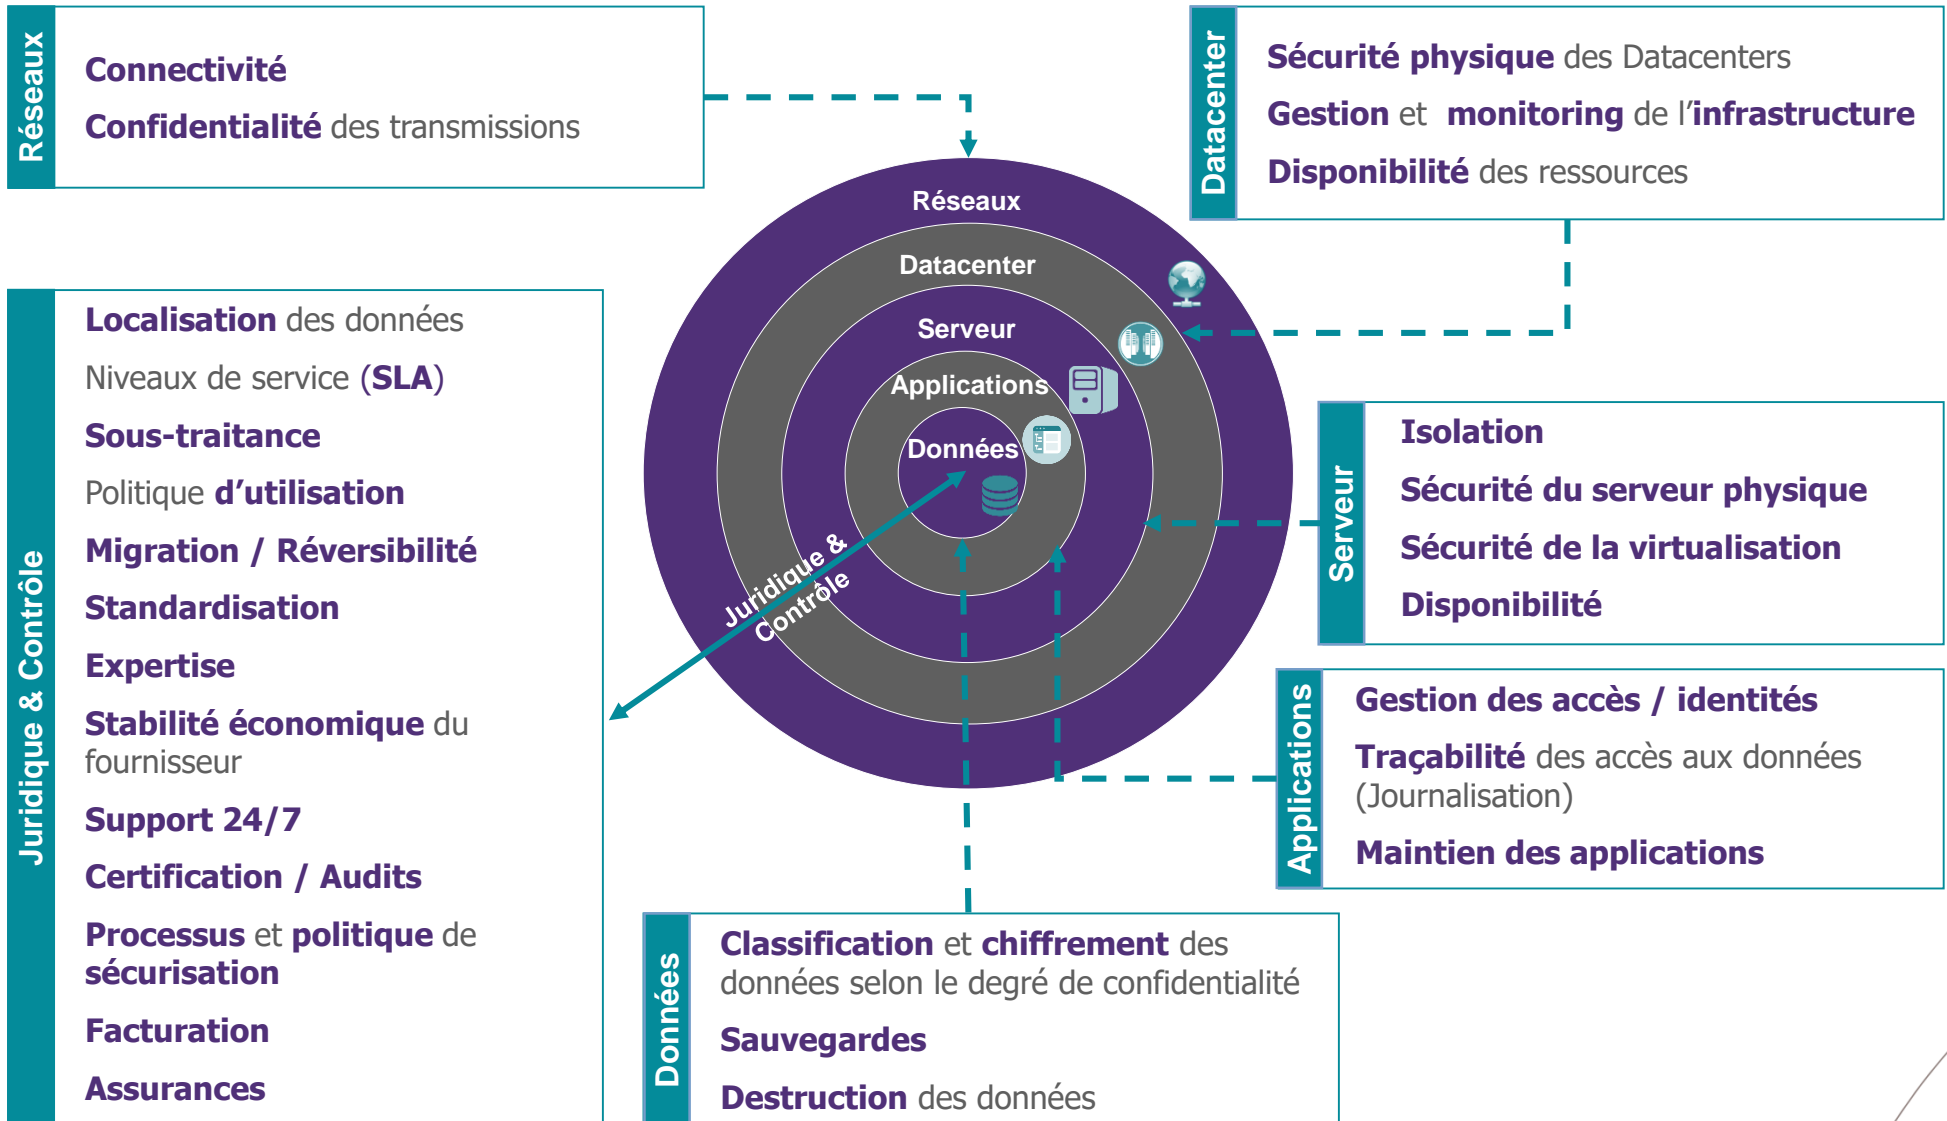 Réseaux
Connectivité
Confidentialité des transmissions
Datacenter
Sécurité physique des Datacenters
Gestion et monitoring de l’infrastructure
Disponibilité des ressources
Réseaux
Datacenter
Serveur
Applications
Données
Juridique &
Contrôle
Juridique & Contrôle
Localisation des données
Niveaux de service (SLA)
Sous-traitance
Politique d’utilisation
Migration / Réversibilité
Standardisation
Expertise
Stabilité économique du
fournisseur
Support 24/7
Certification / Audits
Processus et politique de
sécurisation
Facturation
Assurances
Serveur
Isolation
Sécurité du serveur physique
Sécurité de la virtualisation
Disponibilité
Applications
Gestion des accès / identités
Traçabilité des accès aux données
(Journalisation)
Maintien des applications
Données
Classification et chiffrement des
données selon le degré de confidentialité
Sauvegardes
Destruction des données